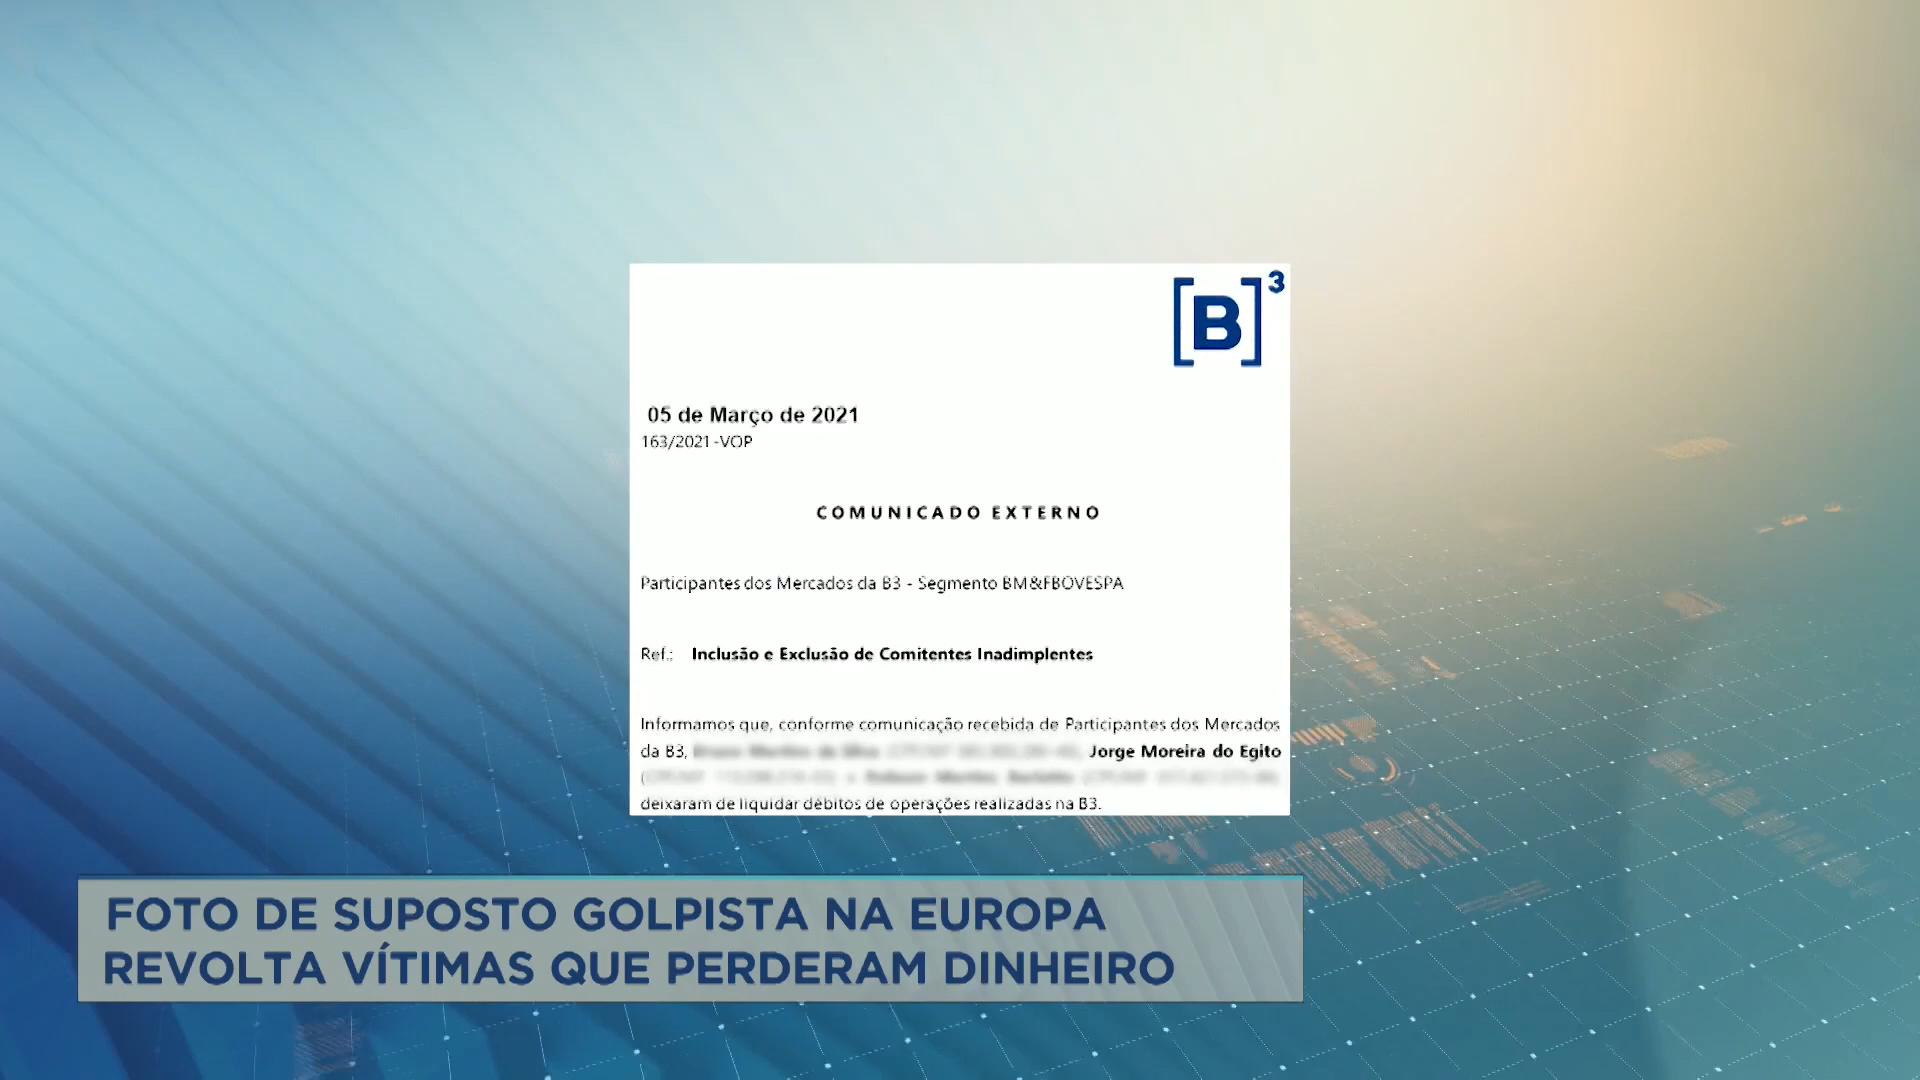 [B]³
05 de Março de 2021
163/2021-VOP
COMUNICADO EXTERNO
Participantes dos Mercados da B3 - Segmento BM&FBOVESPA
Ref.: Inclusão e Exclusão de Comitentes Inadimplentes
Informamos que, conforme comunicação recebida de Participantes dos Mercados
da B3, Jorge Moreira do Egito
deixaram de liquidar débitos de operações realizadas na B3.
FOTO DE SUPOSTO GOLPISTA NA EUROPA
REVOLTA VÍTIMAS QUE PERDERAM DINHEIRO